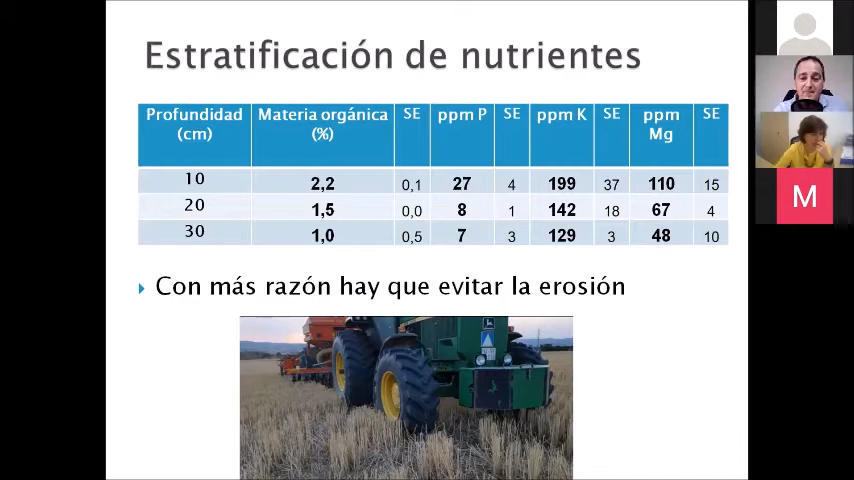 Estratificación de nutrientes
Profundidad (cm) Materia orgánica (%) SE ppm P SE ppm K SE ppm Mg SE
10 2,2 0,1 27 4 199 37 110 15
20 1,5 0,0 8 1 142 18 67 4
30 1,0 0,5 7 3 129 3 48 10
Con más razón hay que evitar la erosión
M